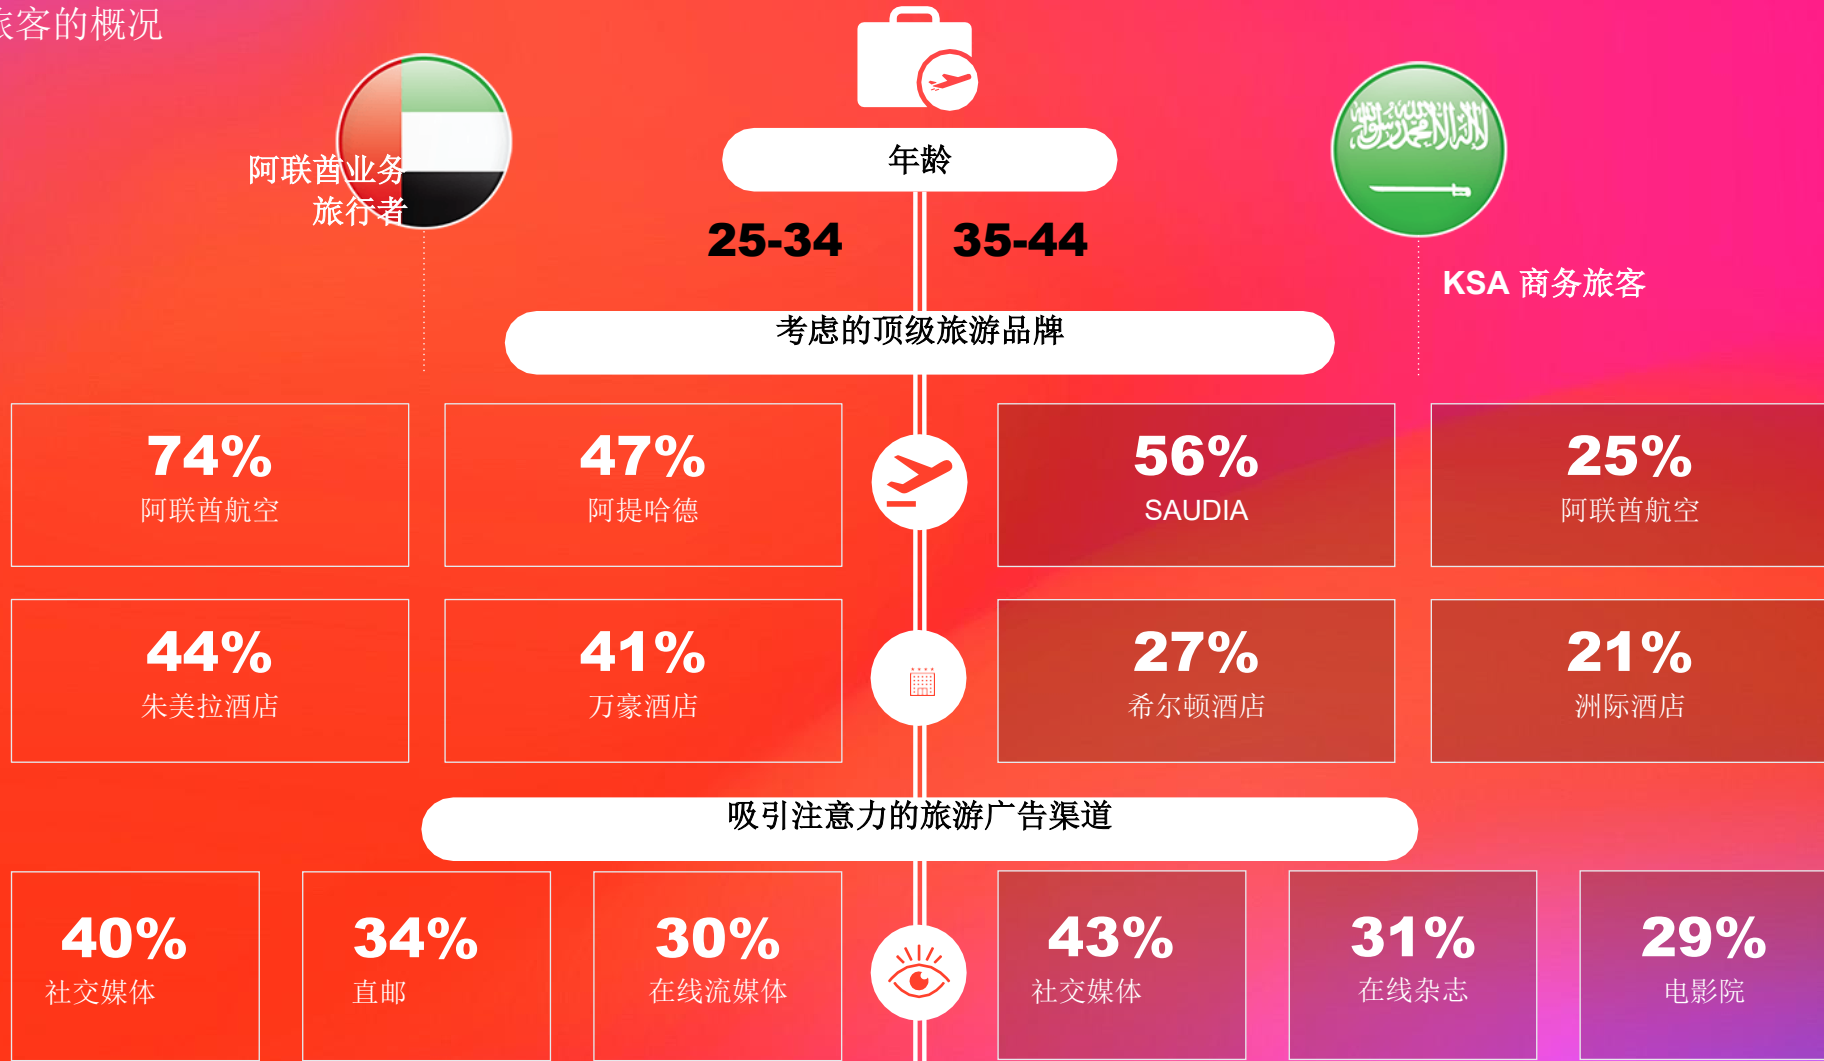 旅客的概况
阿联酋业务
旅行者
年龄
25-34
35-44
KSA 商务旅客
考虑的顶级旅游品牌
74%
阿联酋航空
47%
阿提哈德
56%
SAUDIA
25%
阿联酋航空
44%
朱美拉酒店
41%
万豪酒店
27%
希尔顿酒店
21%
洲际酒店
吸引注意力的旅游广告渠道
40%
社交媒体
34%
直邮
30%
在线流媒体
43%
社交媒体
31%
在线杂志
29%
电影院